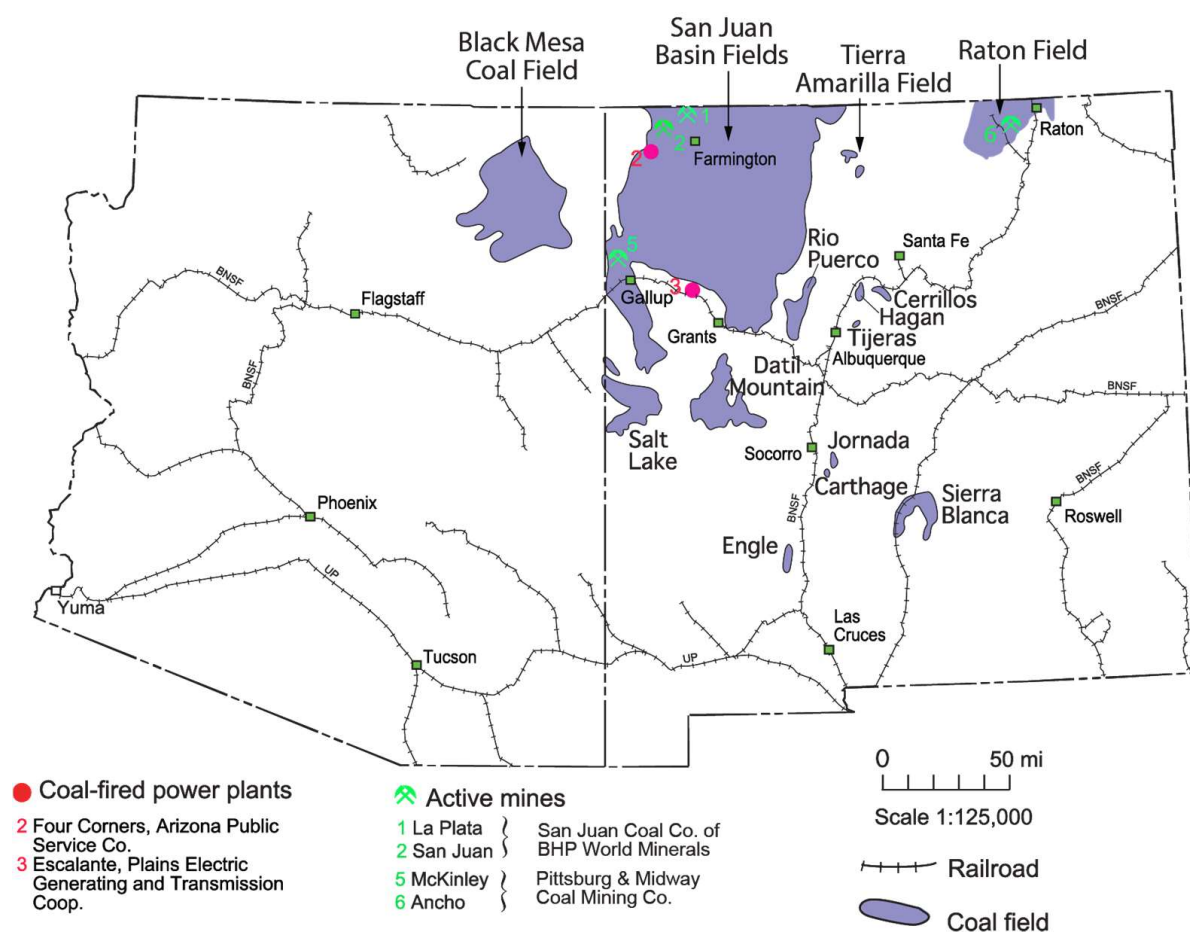 Black Mesa
Coal Field
San Juan
Basin Fields
Tierra
Amarilla Field
Raton Field
1
2
2
Farmington
6
Raton
5
3
Gallup
Grants
Rio
Puerco
Santa Fe
Cerrillos
Hagan
Tijeras
Albuquerque
BNSF
Flagstaff
BNSF
BNSF
BNSF
Datil
Mountain
Salt
Lake
Socorro
Jornada
Carthage
BNSF
Sierra
Blanca
BNSF
Roswell
Phoenix
Engle
UP
Yuma
Tucson
Las
Cruces
UP
Coal-fired power plants
2 Four Corners, Arizona Public
Service Co.
3 Escalante, Plains Electric
Generating and Transmission
Coop.
Active mines
1 La Plata
2 San Juan
San Juan Coal Co. of
BHP World Minerals
5 McKinley
6 Ancho
Pittsburg & Midway
Coal Mining Co.
0 50 mi
Scale 1:125,000
Railroad
Coal field